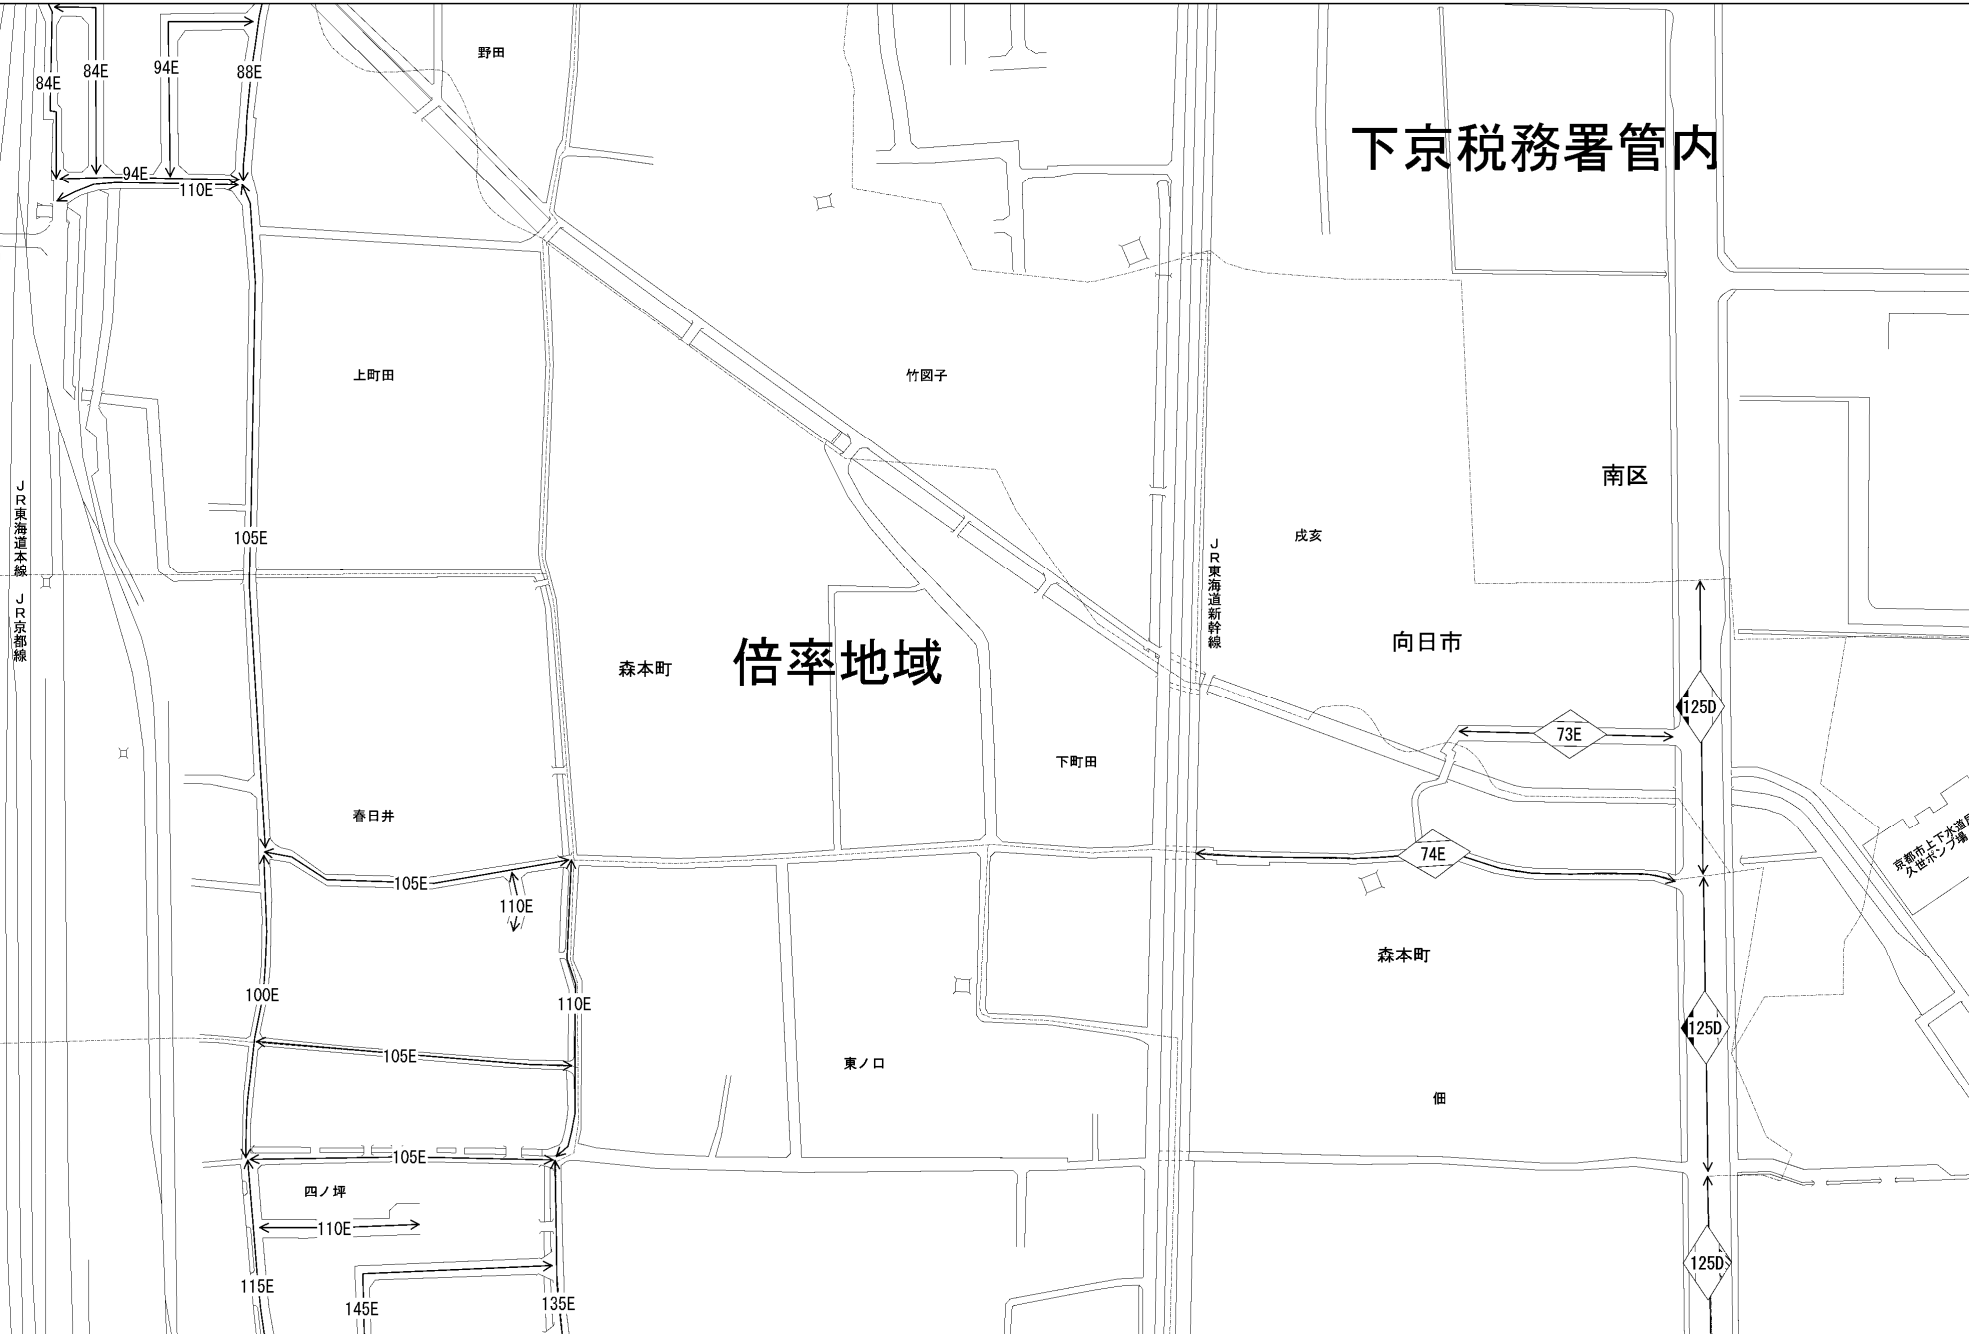 野田
84E
84E
94E
88E
下京税務署管内
94E
110E
上町田
竹図子
南区
JR東海道本線
105E
戌亥
JR東海道新幹線
JR京都線
向日市
倍率地域
森本町
125D
73E
下町田
春日井
京都市上下水道局
久世ポンプ場
74E
105E
110E
森本町
100E
110E
125D
105E
東ノ口
佃
105E
四ノ坪
110E
125D
115E
145E
135E